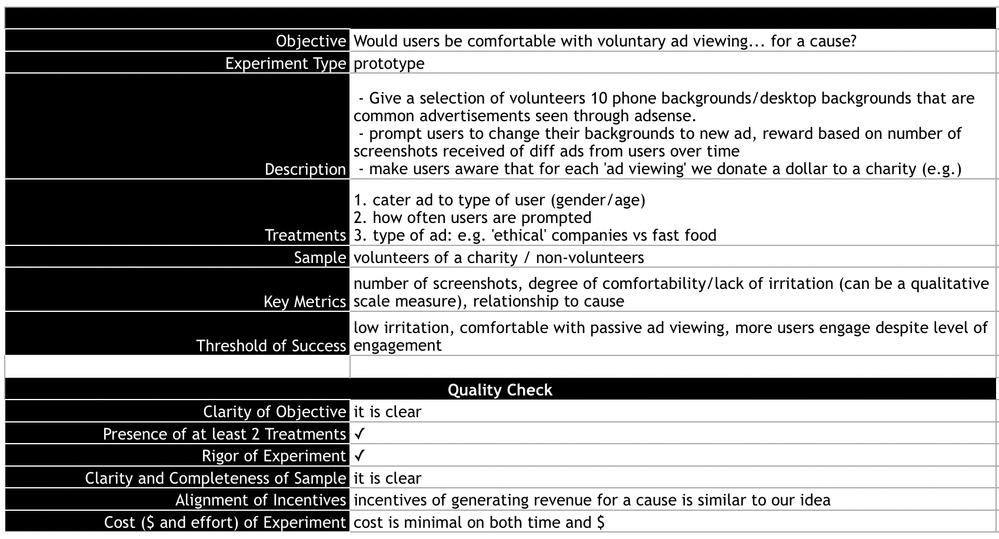 Objective Would users be comfortable with voluntary ad viewing... for a cause?
Experiment Type prototype
- Give a selection of volunteers 10 phone backgrounds/desktop backgrounds that are
common advertisements seen through adsense.
- prompt users to change their backgrounds to new ad, reward based on number of
screenshots received of diff ads from users over time
Description - make users aware that for each 'ad viewing' we donate a dollar to a charity (e.g.)
1. cater ad to type of user (gender/age)
2. how often users are prompted
Treatments 3. type of ad: e.g. 'ethical' companies vs fast food
Sample volunteers of a charity / non-volunteers
number of screenshots, degree of comfortability/lack of irritation (can be a qualitative
Key Metrics scale measure), relationship to cause
low irritation, comfortable with passive ad viewing, more users engage despite level of
Threshold of Success engagement
Quality Check
Clarity of Objective it is clear
Presence of at least 2 Treatments ✓
Rigor of Experiment ✓
Clarity and Completeness of Sample it is clear
Alignment of Incentives incentives of generating revenue for a cause is similar to our idea
Cost ($ and effort) of Experiment cost is minimal on both time and $